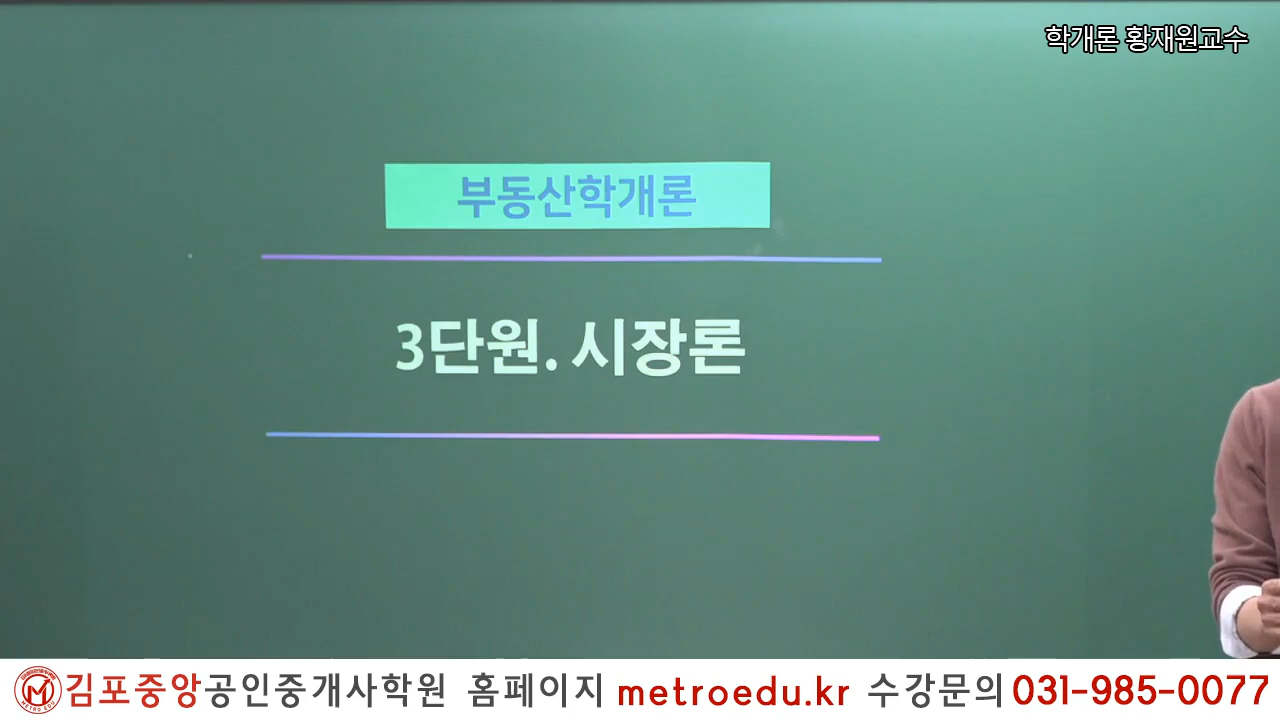 학개론 황재원교수
부동산학개론
3단원. 시장론
METRO EDU
김포중앙공인중개사학원 홈페이지 metroedu.kr 수강문의 031-985-0077